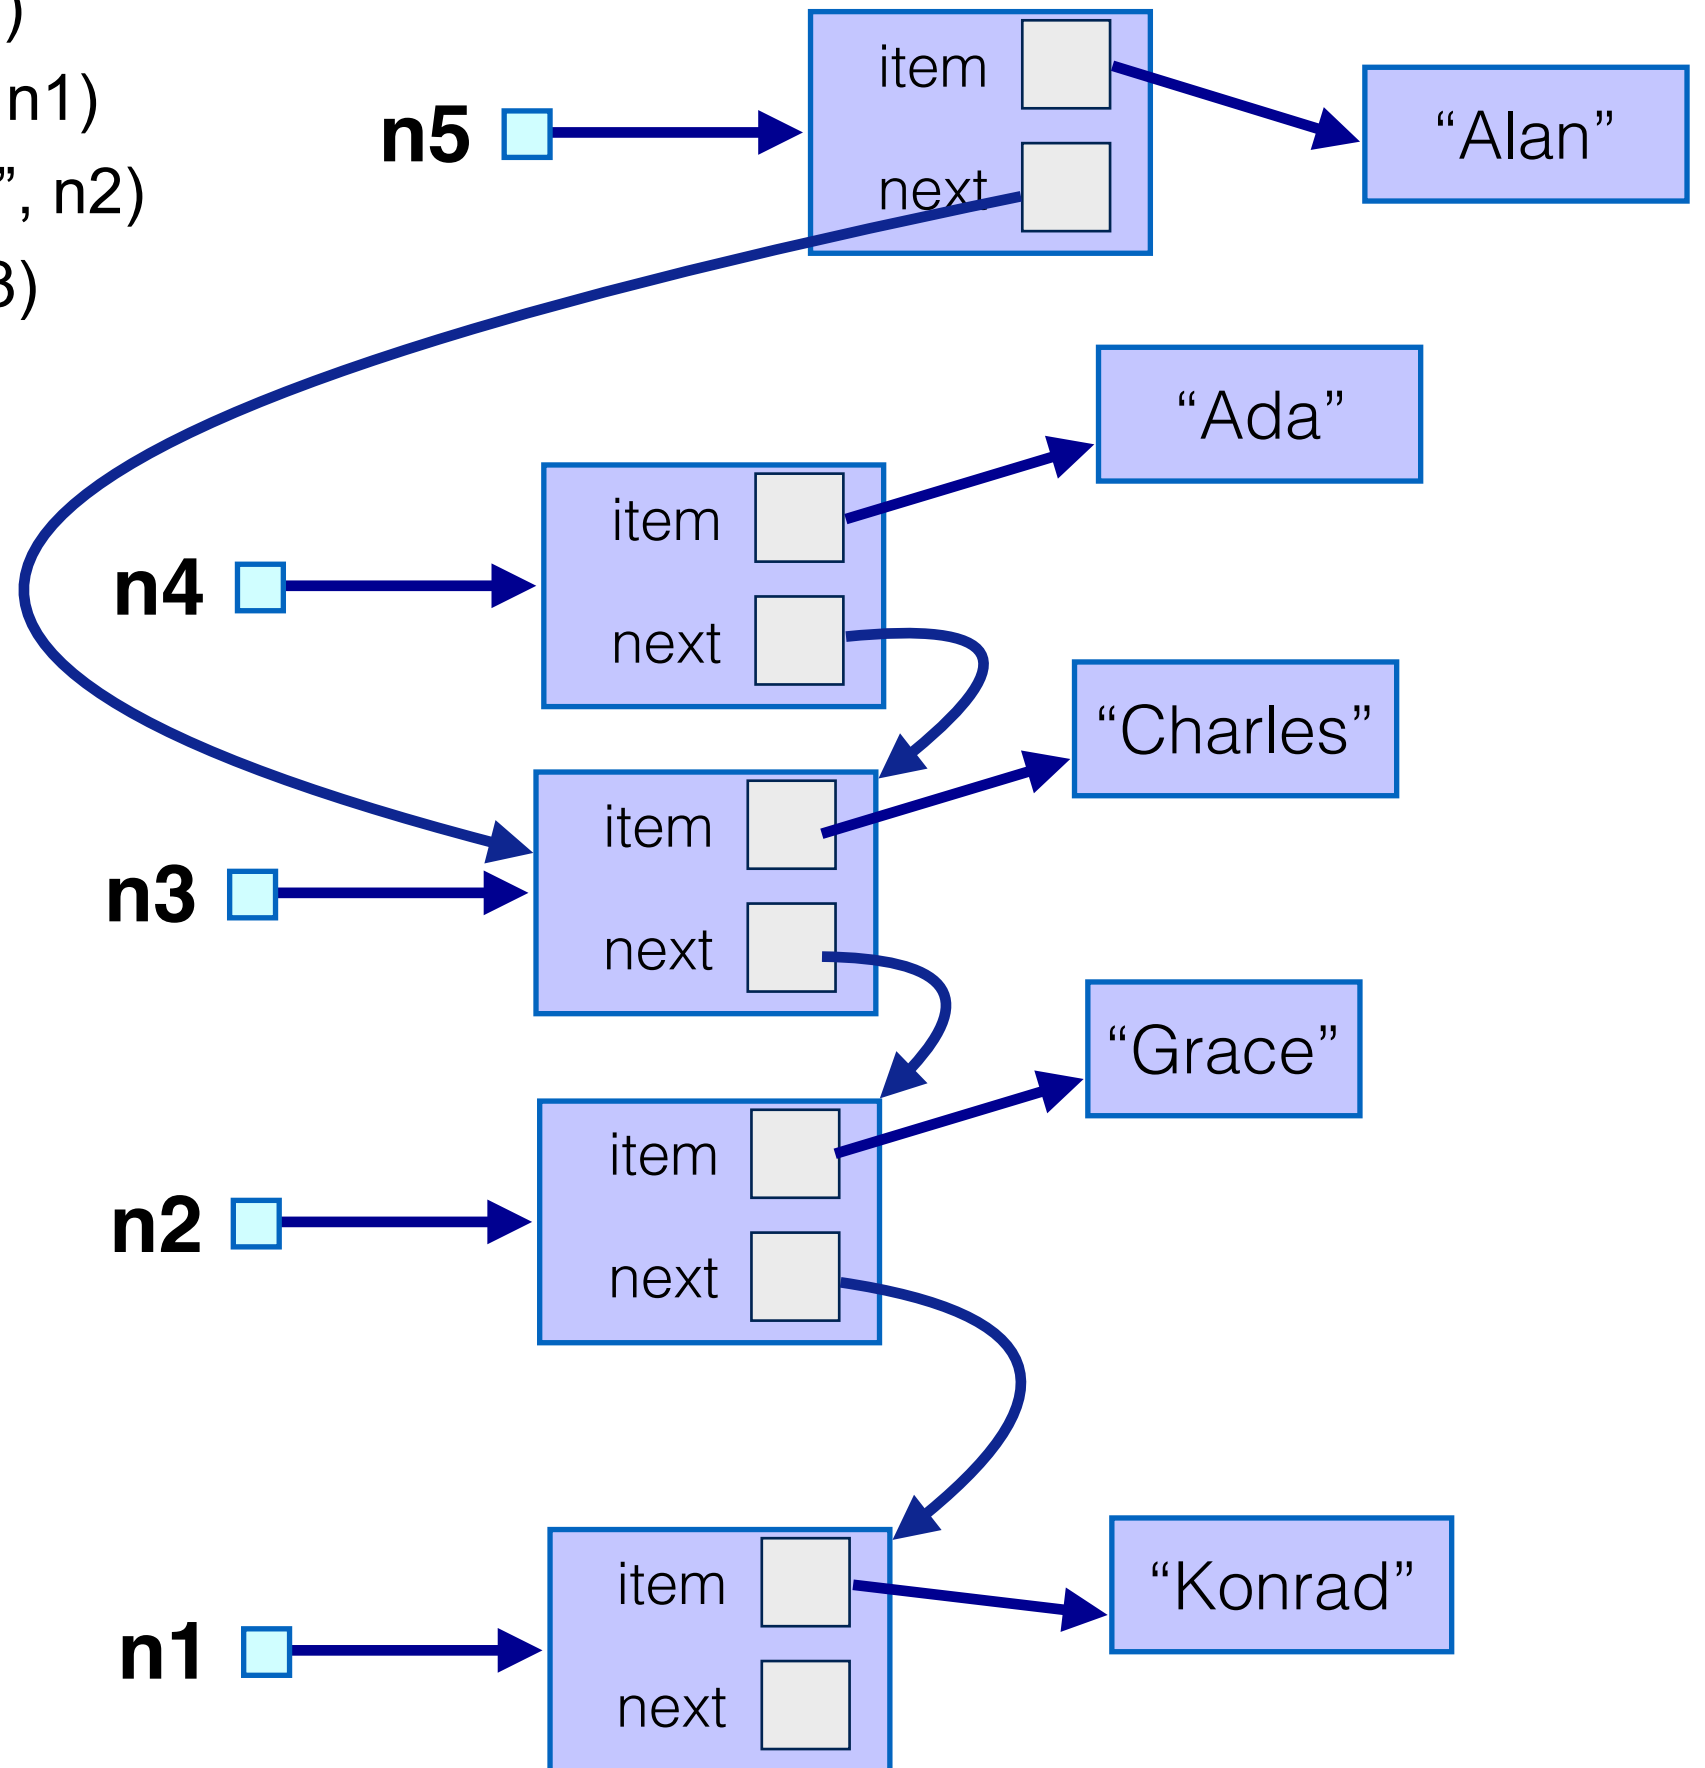 )
n1)
”, n2)
3)
n5
item
next
“Alan”
“Ada”
n4
item
next
“Charles”
n3
item
next
“Grace”
n2
item
next
“Konrad”
n1
item
next